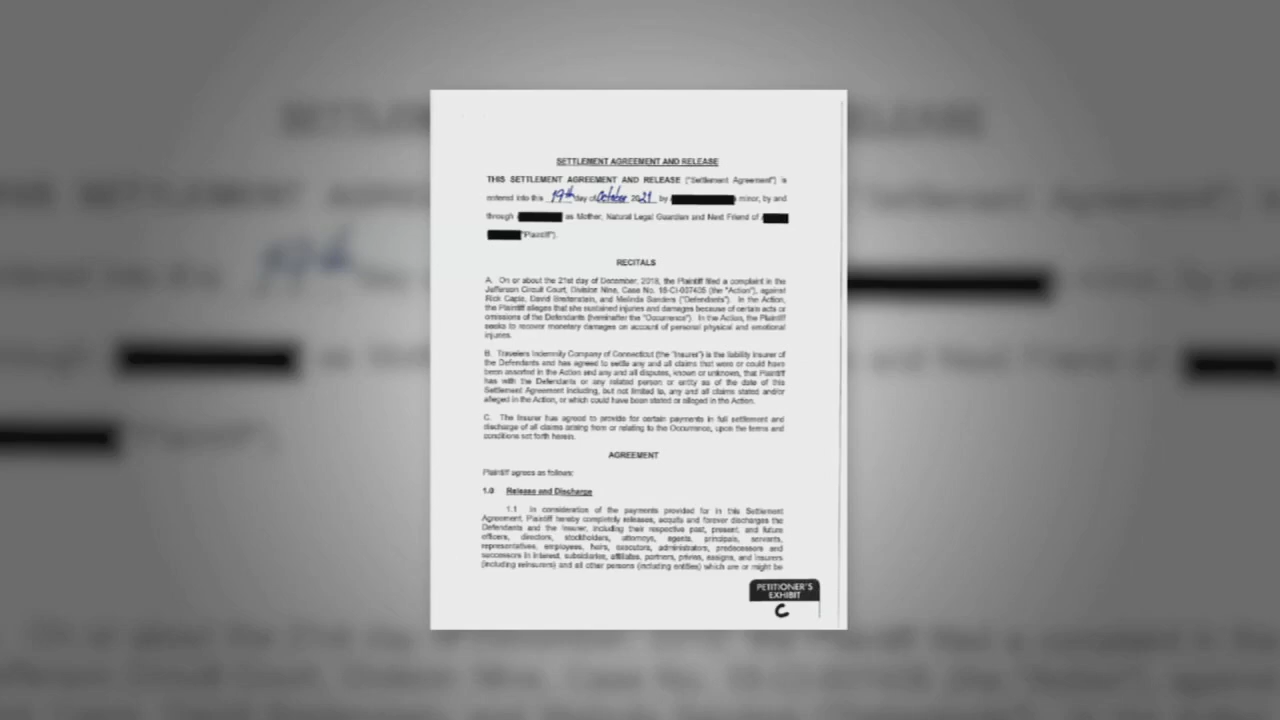 SETTLEMENT AGREEMENT AND RELEASE
THIS SETTLEMENT AGREEMENT AND RELEASE ("Settlement Agreement") is
entered into this 19th day of October, 2021 by minor, by and
through as Mother, Natural Legal Guardian and Next Friend of
"Plaintiff").
RECITALS
A. On or about the 21st day of December, 2018, the Plaintiff filed a complaint in the
Jefferson Circuit Court, Division Nine, Case No. 18-CI-007405 (the "Action"), against
Rick Caple, David Bredenstein, and Melinda Sanders ("Defendants"). In the Action,
the Plaintiff alleges that she sustained injuries and damages because of certain acts or
omissions of the Defendants (hereinafter the "Occurrence"). In the Action, the Plaintiff
seeks to recover monetary damages on account of personal physical and emotional
injuries.
B. Travelers Indemnity Company of Connecticut (the "Insurer") is the liability insurer of
the Defendants and has agreed to settle any and all claims that were or could have
been asserted in the Action and any and all disputes, known or unknown, that Plaintiff
has with the Defendants or any related person or entity as of the date of this
Settlement Agreement including, but not limited to, any and all claims stated and/or
alleged in the Action, or which could have been stated or alleged in the Action.
C. The Insurer has agreed to provide for certain payments in full settlement and
discharge of all claims arising from or relating to the Occurrence, upon the terms and
conditions set forth herein.
AGREEMENT
Plaintiff agrees as follows:
1.0 Release and Discharge
1.1 In consideration of the payments provided for in this Settlement
Agreement, Plaintiff hereby completely releases, acquits and forever discharges the
Defendants and the Insurer, including their respective past, present, and future
officers, directors, stockholders, attorneys, agents, principals, servants,
representatives, employees, heirs, executors, administrators, predecessors and
successors in interest, subsidiaries, affiliates, partners, privies, assigns, and insurers
(including reinsurers) and all other persons (including entities) which are or might be
PETITIONER'S
EXHIBIT
C